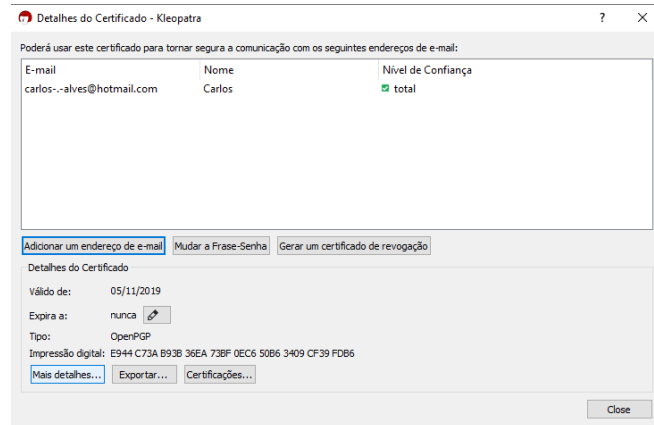 Detalhes do Certificado - Kleopatra ? ×
Poderá usar este certificado para tornar segura a comunicação com os seguintes endereços de e-mail:
E-mail Nome Nível de Confiança
carlos-.-alves@hotmail.com Carlos total
Adicionar um endereço de e-mail Mudar a Frase-Senha Gerar um certificado de revogação
Detalhes do Certificado
Válido de: 05/11/2019
Expira a: nunca
Tipo: OpenPGP
Impressão digital: E944 C73A B93B 36EA 73BF 0EC6 50B6 3409 CF39 FDB6
Mais detalhes... Exportar... Certificações...
Close